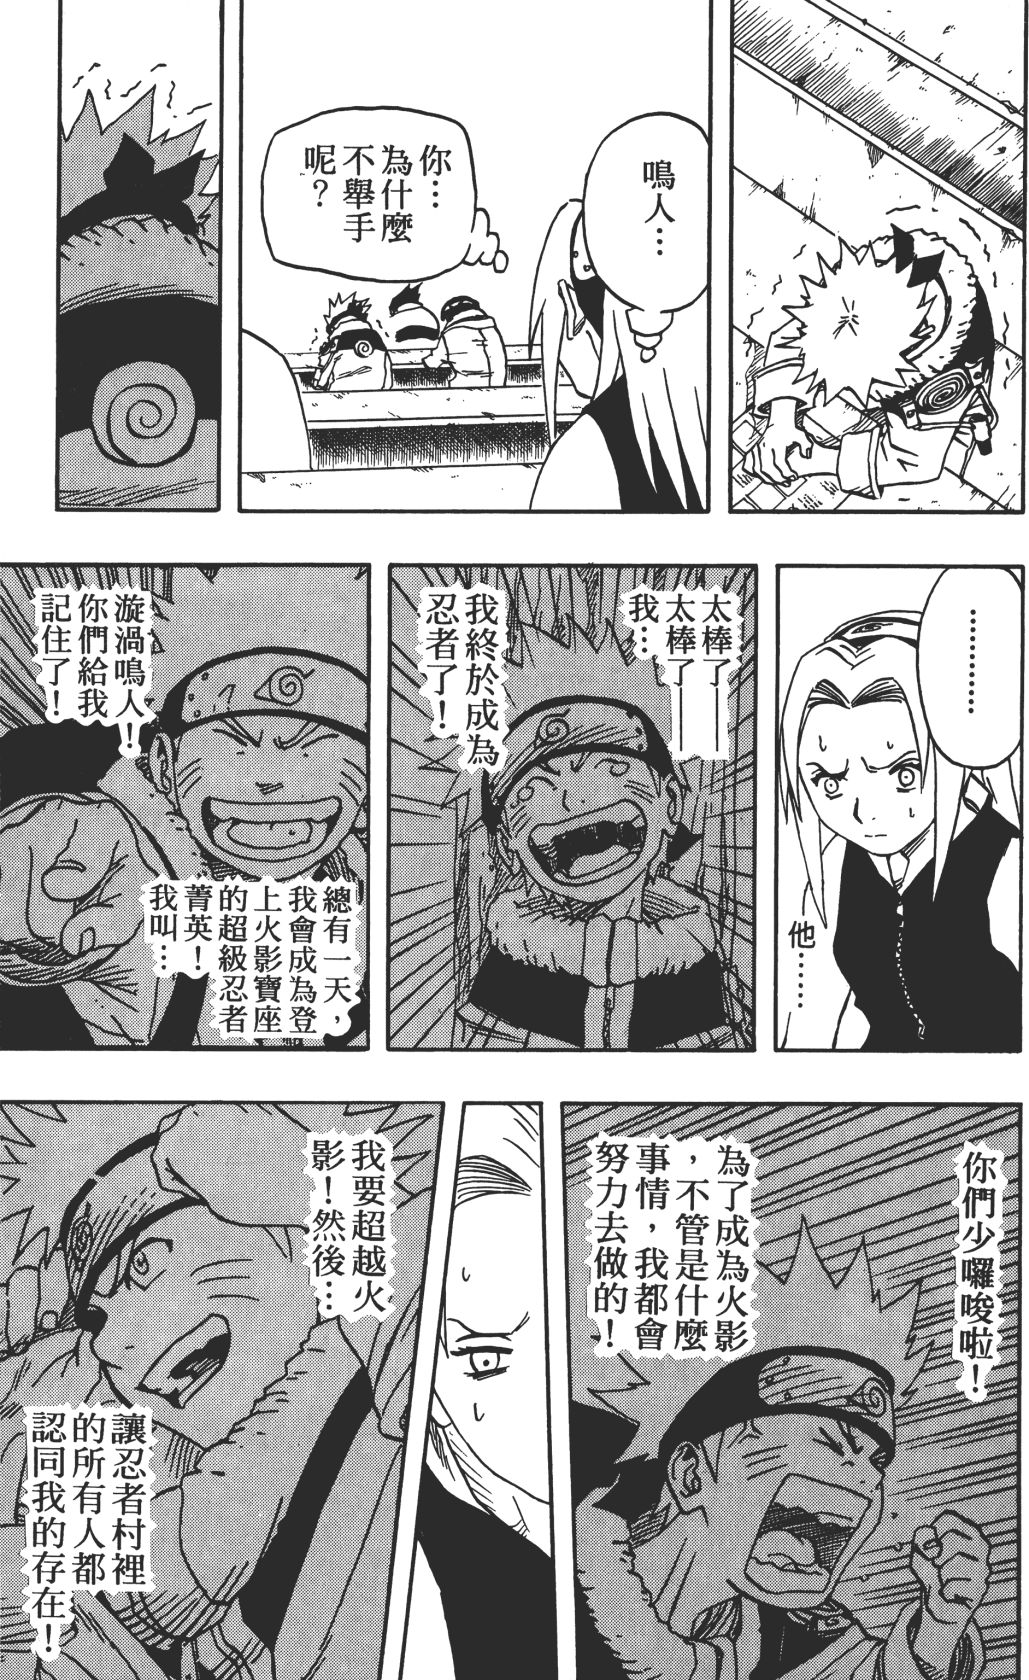 鳴人…
你…
為什麼
不舉手
呢？
………
他……
太棒了——
太棒了——
我…
我終於成為
忍者了！
總有一天，
我會成為登
上火影寶座
的超級忍者
菁英！
我叫…
漩渦鳴人！
你們給我
記住了！
你們少囉唆啦！
為了成為火影
，不管是什麼
事情，我都會
努力去做的！
我要超越火
影！然後…
讓忍者村裡
的所有人都
認同我的存在！